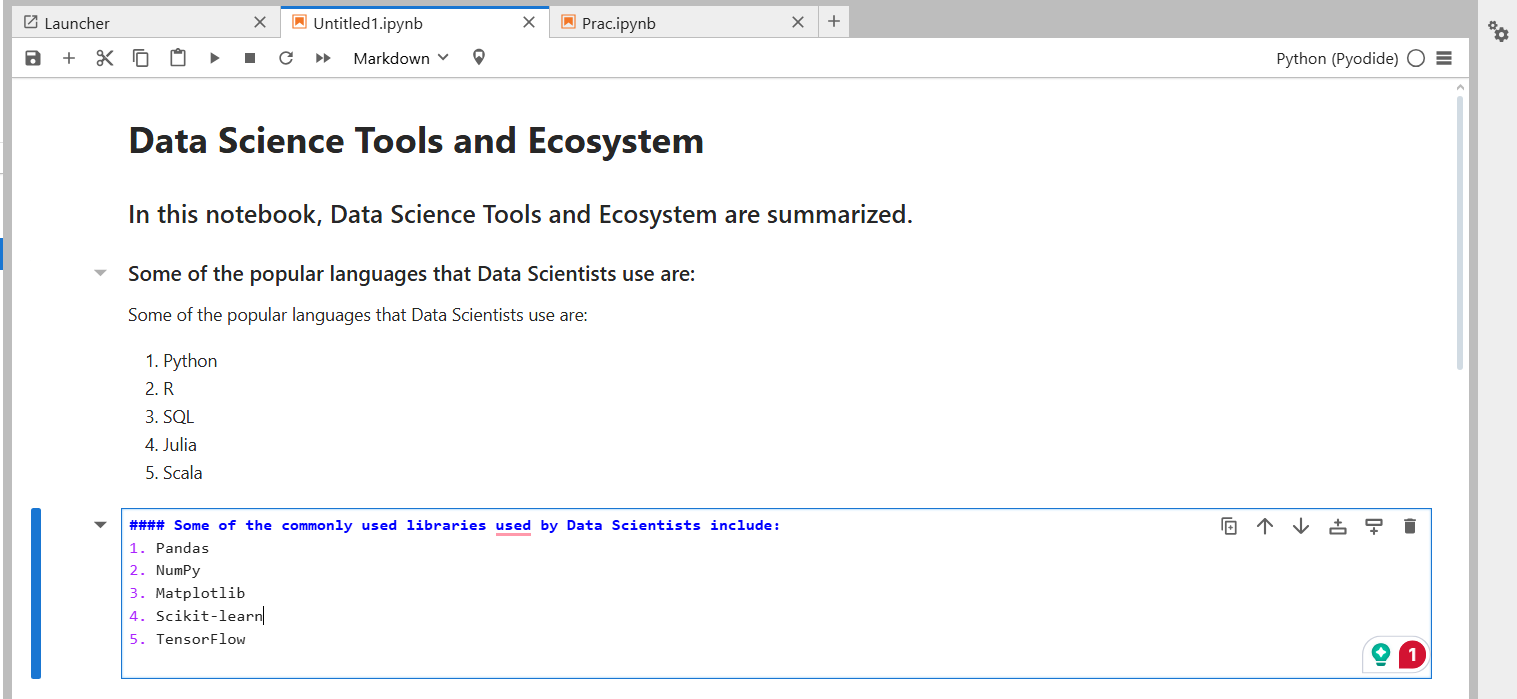 Launcher
Untitled1.ipynb
Prac.ipynb
Markdown
Python (Pyodide)
Data Science Tools and Ecosystem
In this notebook, Data Science Tools and Ecosystem are summarized.
Some of the popular languages that Data Scientists use are:
Some of the popular languages that Data Scientists use are:
1. Python
2. R
3. SQL
4. Julia
5. Scala
#### Some of the commonly used libraries used by Data Scientists include:
1. Pandas
2. NumPy
3. Matplotlib
4. Scikit-learn
5. TensorFlow
1